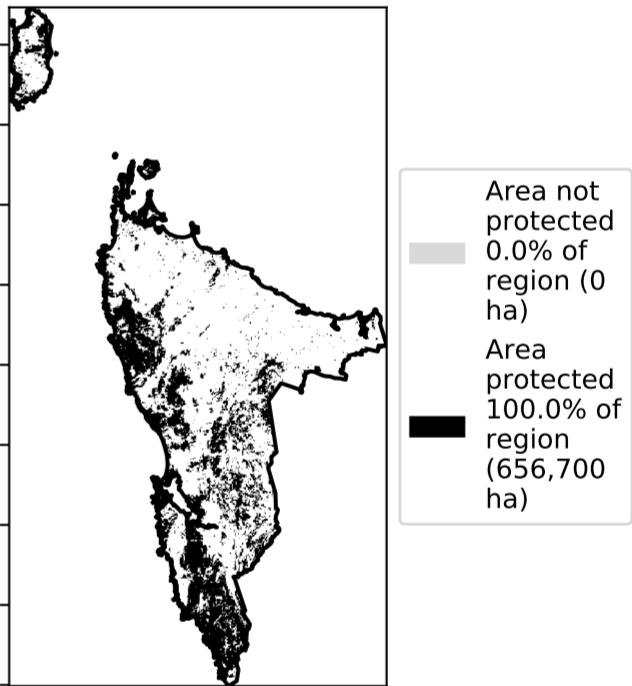 Area not
protected
0.0% of
region (0
ha)
Area
protected
100.0% of
region
(656,700
ha)